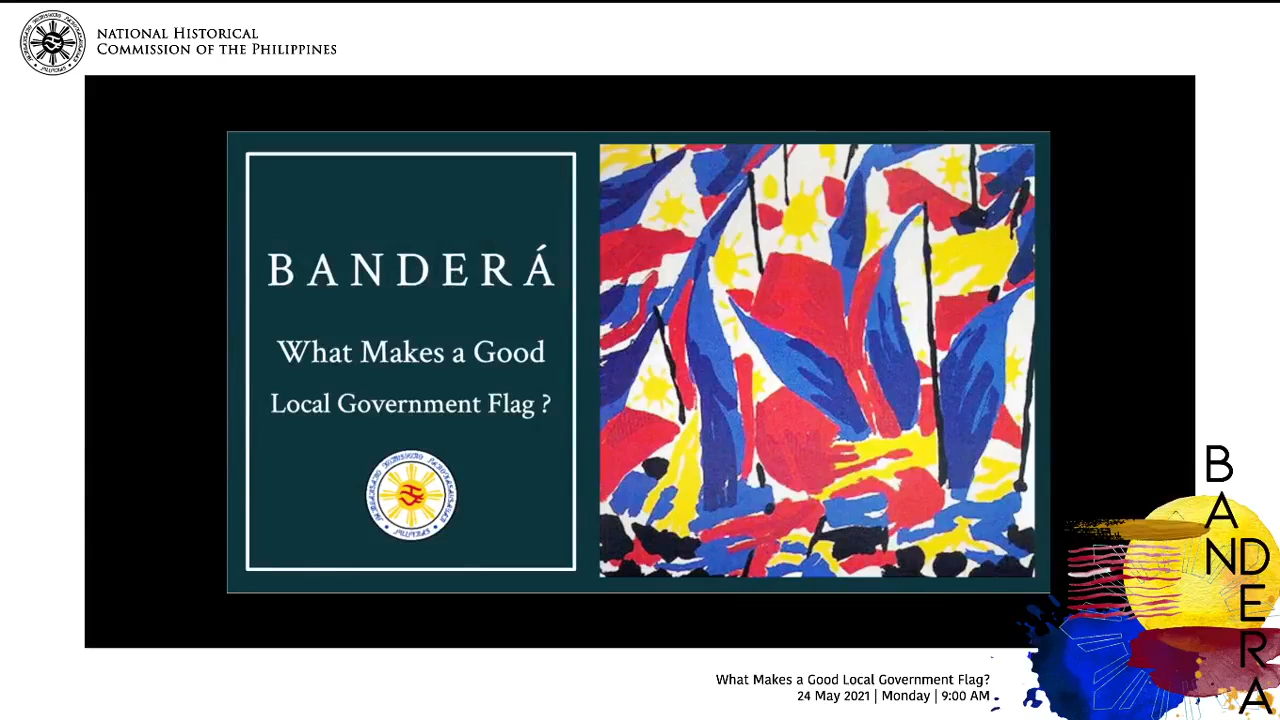 NATIONAL HISTORICAL
COMMISSION OF THE PHILIPPINES
BANDERÁ
What Makes a Good
Local Government Flag ?
BANDERA
What Makes a Good Local Government Flag?
24 May 2021 | Monday | 9:00 AM